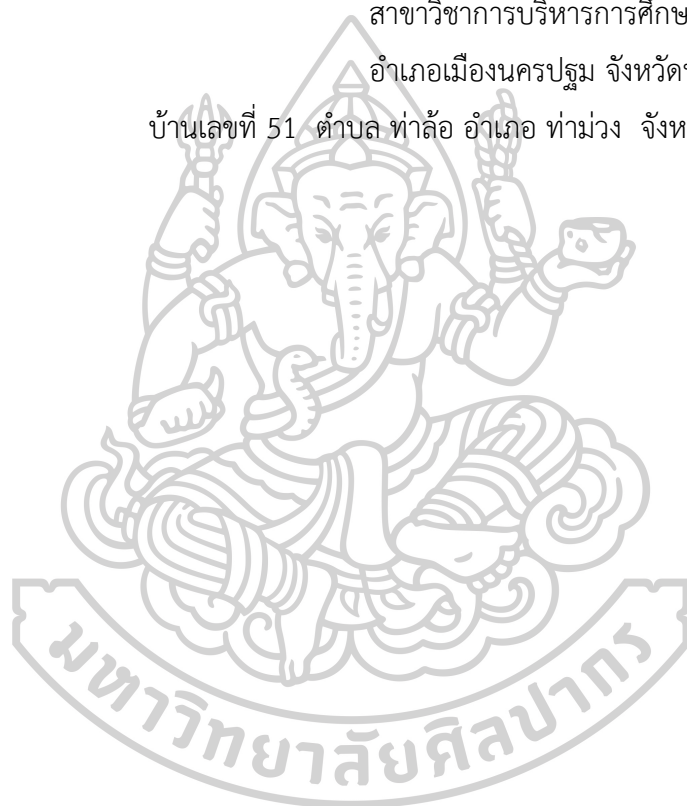 สาขาวิชาการบริหารการศึกษ
อำเภอเมืองนครปฐม จังหวัด
บ้านเลขที่ 51 ตำบล ท่าล้อ อำเภอ ท่าม่วง จังห
มหาวิทยาลัยศิลปากร